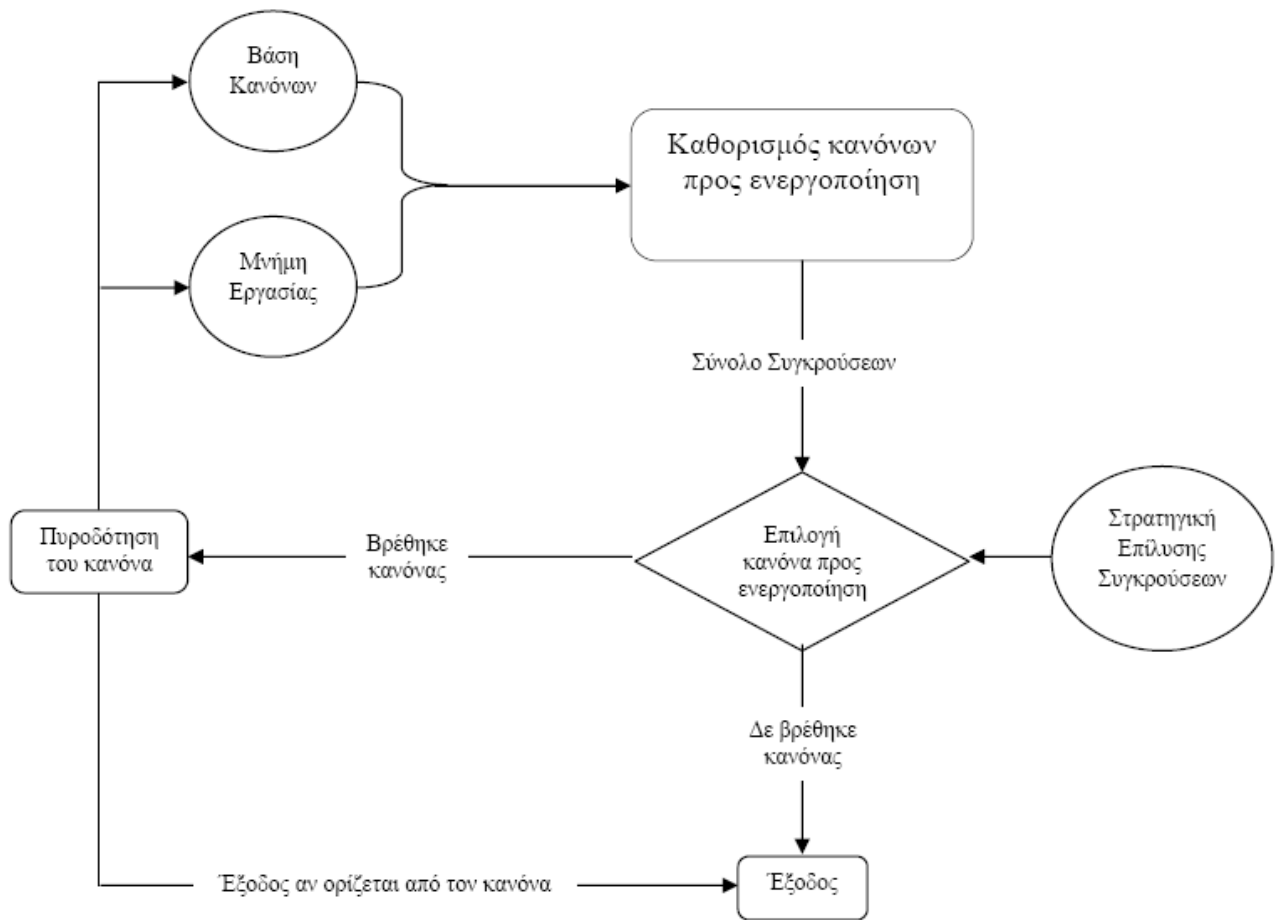 Βάση
Κανόνων
Καθορισμός κανόνων
προς ενεργοποίηση
Μνήμη
Εργασίας
Σύνολο Συγκρούσεων
Πυροδότηση
του κανόνα
Βρέθηκε
κανόνας
Επιλογή
κανόνα προς
ενεργοποίηση
Στρατηγική
Επίλυσης
Συγκρούσεων
Δε βρέθηκε
κανόνας
Έξοδος αν ορίζεται από τον κανόνα
Έξοδος